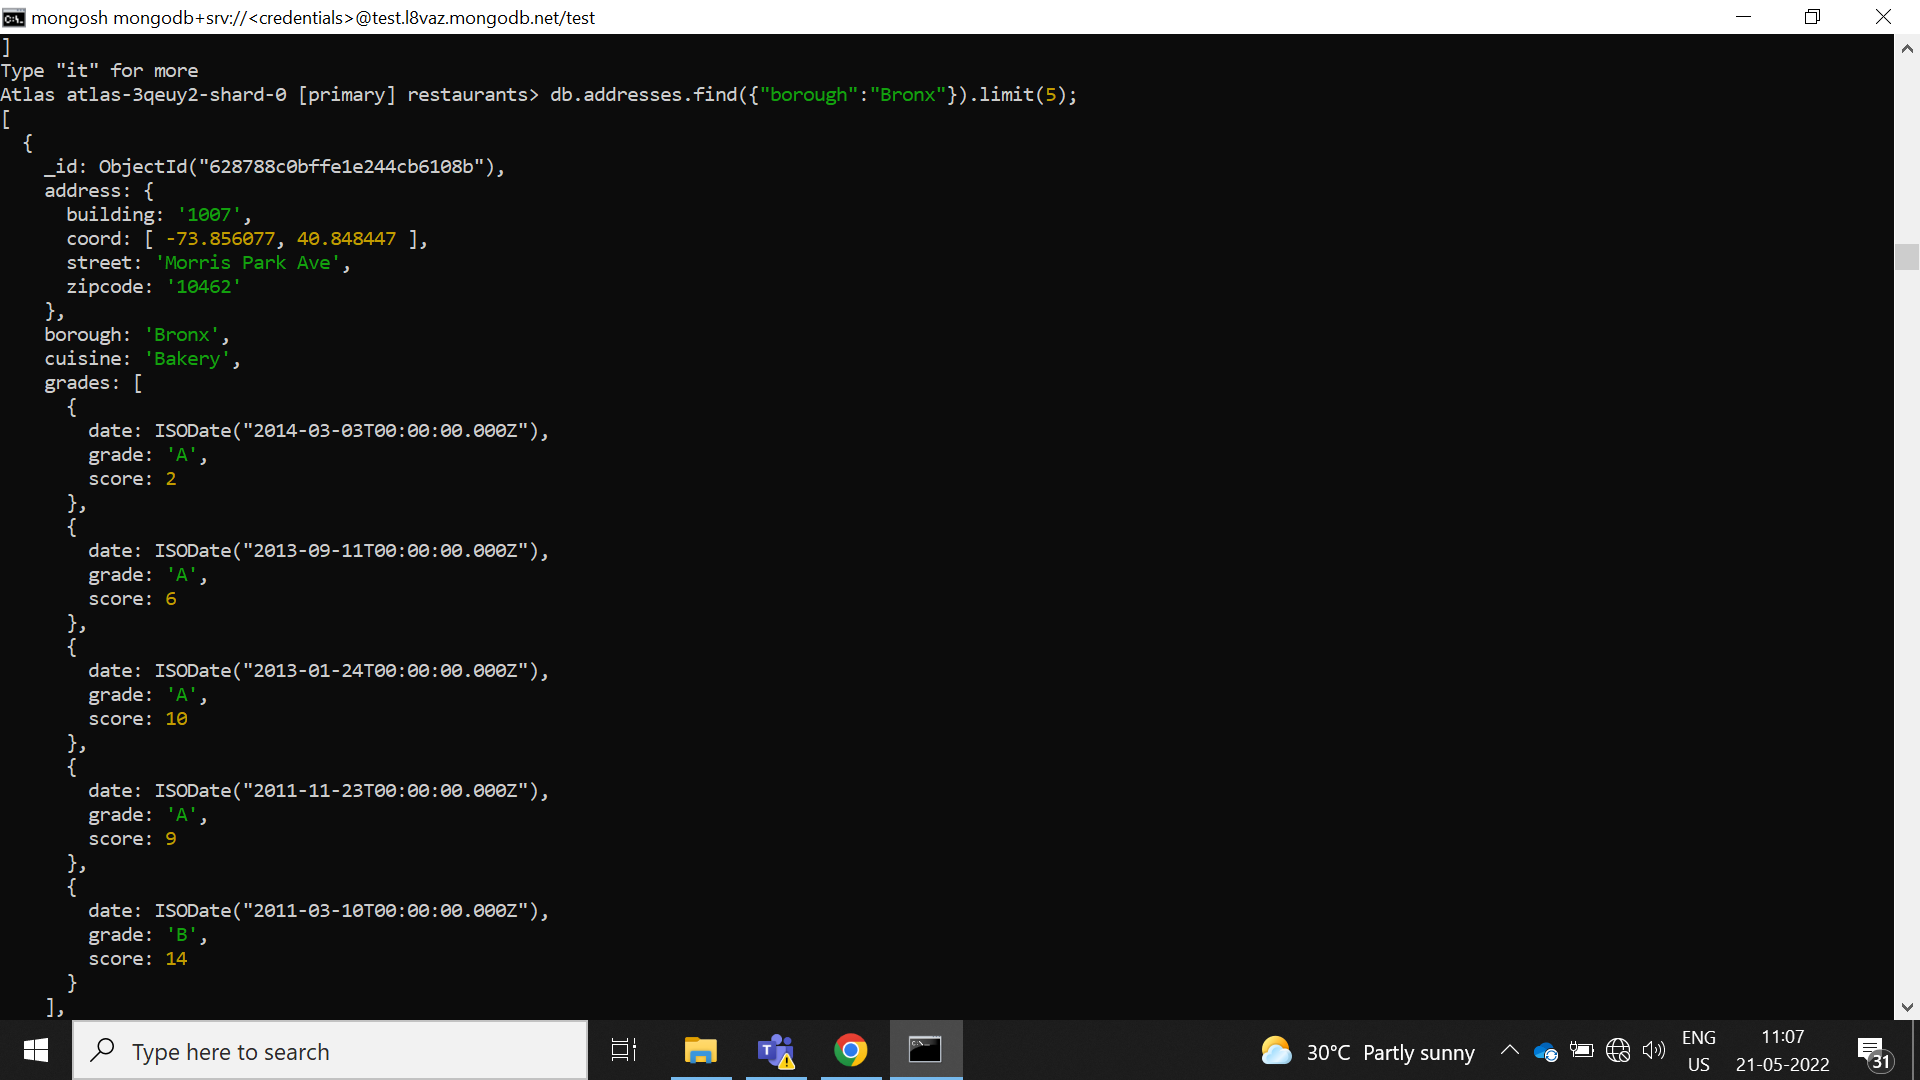 mongosh mongodb+srv://<credentials>@test.l8vaz.mongodb.net/test
]
Type "it" for more
Atlas atlas-3qeuy2-shard-0 [primary] restaurants> db.addresses.find({"borough":"Bronx"}).limit(5);
[
  {
    _id: ObjectId("628788c0bffe1e244cb6108b"),
    address: {
      building: '1007',
      coord: [ -73.856077, 40.848447 ],
      street: 'Morris Park Ave',
      zipcode: '10462'
    },
    borough: 'Bronx',
    cuisine: 'Bakery',
    grades: [
      {
        date: ISODate("2014-03-03T00:00:00.000Z"),
        grade: 'A',
        score: 2
      },
      {
        date: ISODate("2013-09-11T00:00:00.000Z"),
        grade: 'A',
        score: 6
      },
      {
        date: ISODate("2013-01-24T00:00:00.000Z"),
        grade: 'A',
        score: 10
      },
      {
        date: ISODate("2011-11-23T00:00:00.000Z"),
        grade: 'A',
        score: 9
      },
      {
        date: ISODate("2011-03-10T00:00:00.000Z"),
        grade: 'B',
        score: 14
      }
    ],
Type here to search
30°C Partly sunny
ENG
US
11:07
21-05-2022
31